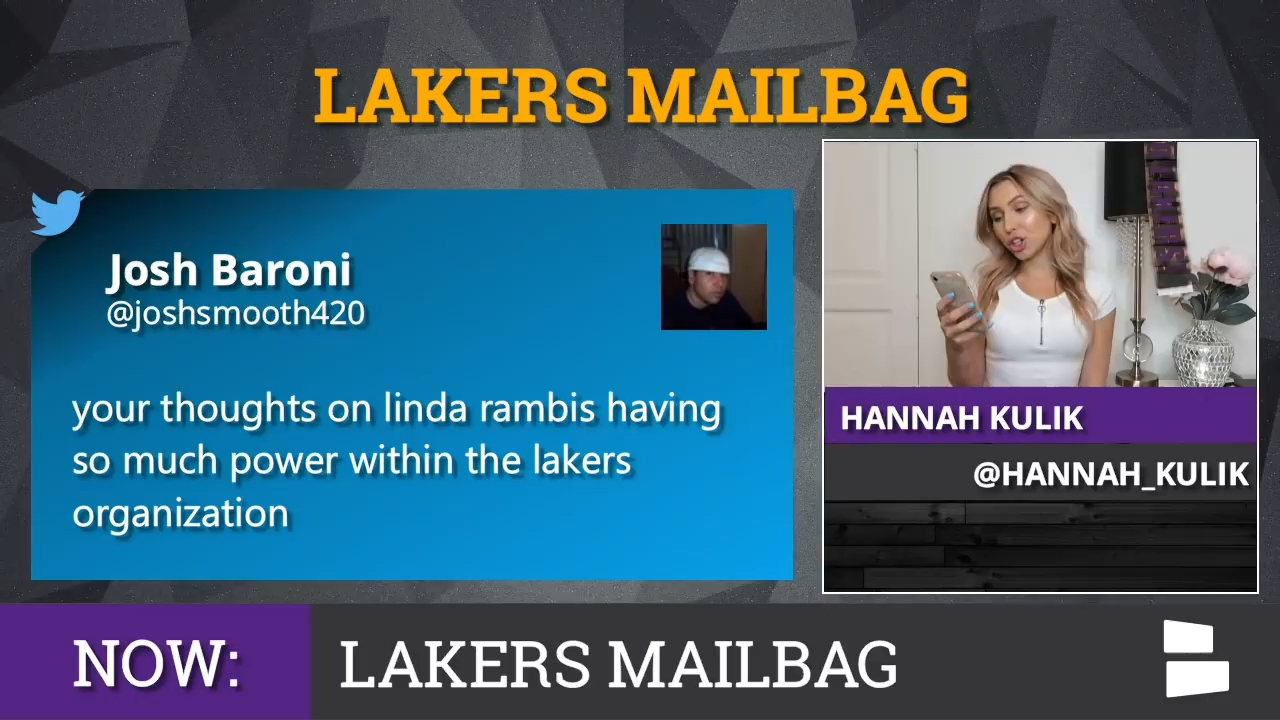 LAKERS MAILBAG
Josh Baroni
@joshsmooth420
your thoughts on linda rambis having
so much power within the lakers
organization
HANNAH KULIK
@HANNAH_KULIK
NOW:
LAKERS MAILBAG